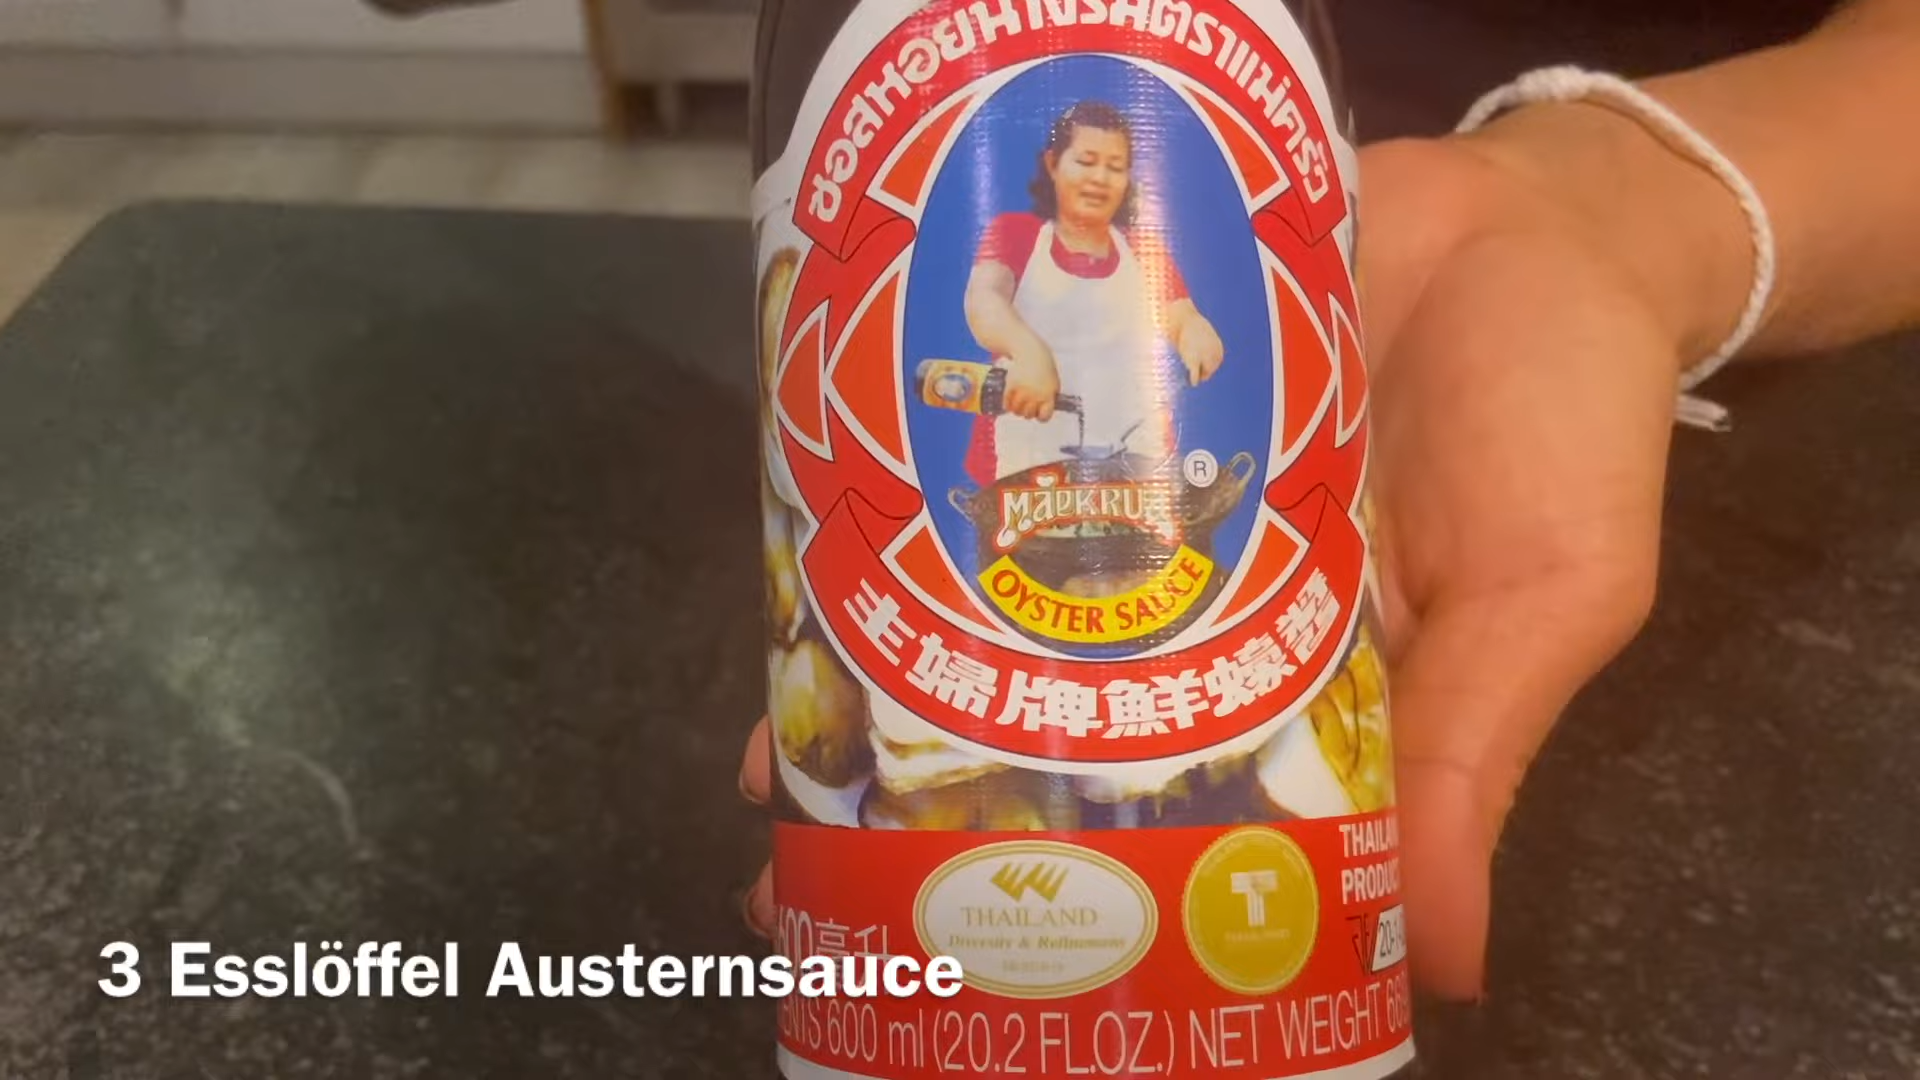 ซอสหอยนางรมตราแม่ครัว
MAEKRUA
®
OYSTER SAUCE
主婦牌鮮蠔醬
THAILAND
Diversity & Refinement
T
600毫升
600 ml (20.2 FL.OZ.) NET WEIGHT
3 Esslöffel Austernsauce